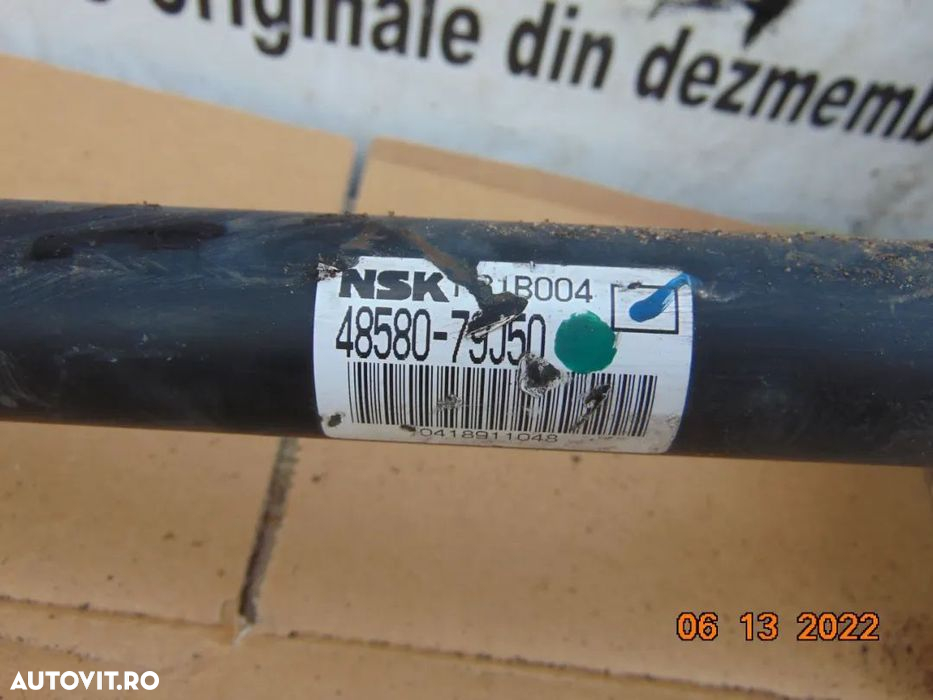 originale din dezmemb
NSK
48580-79J50
0418911048
06 13 2022
AUTOVIT.RO